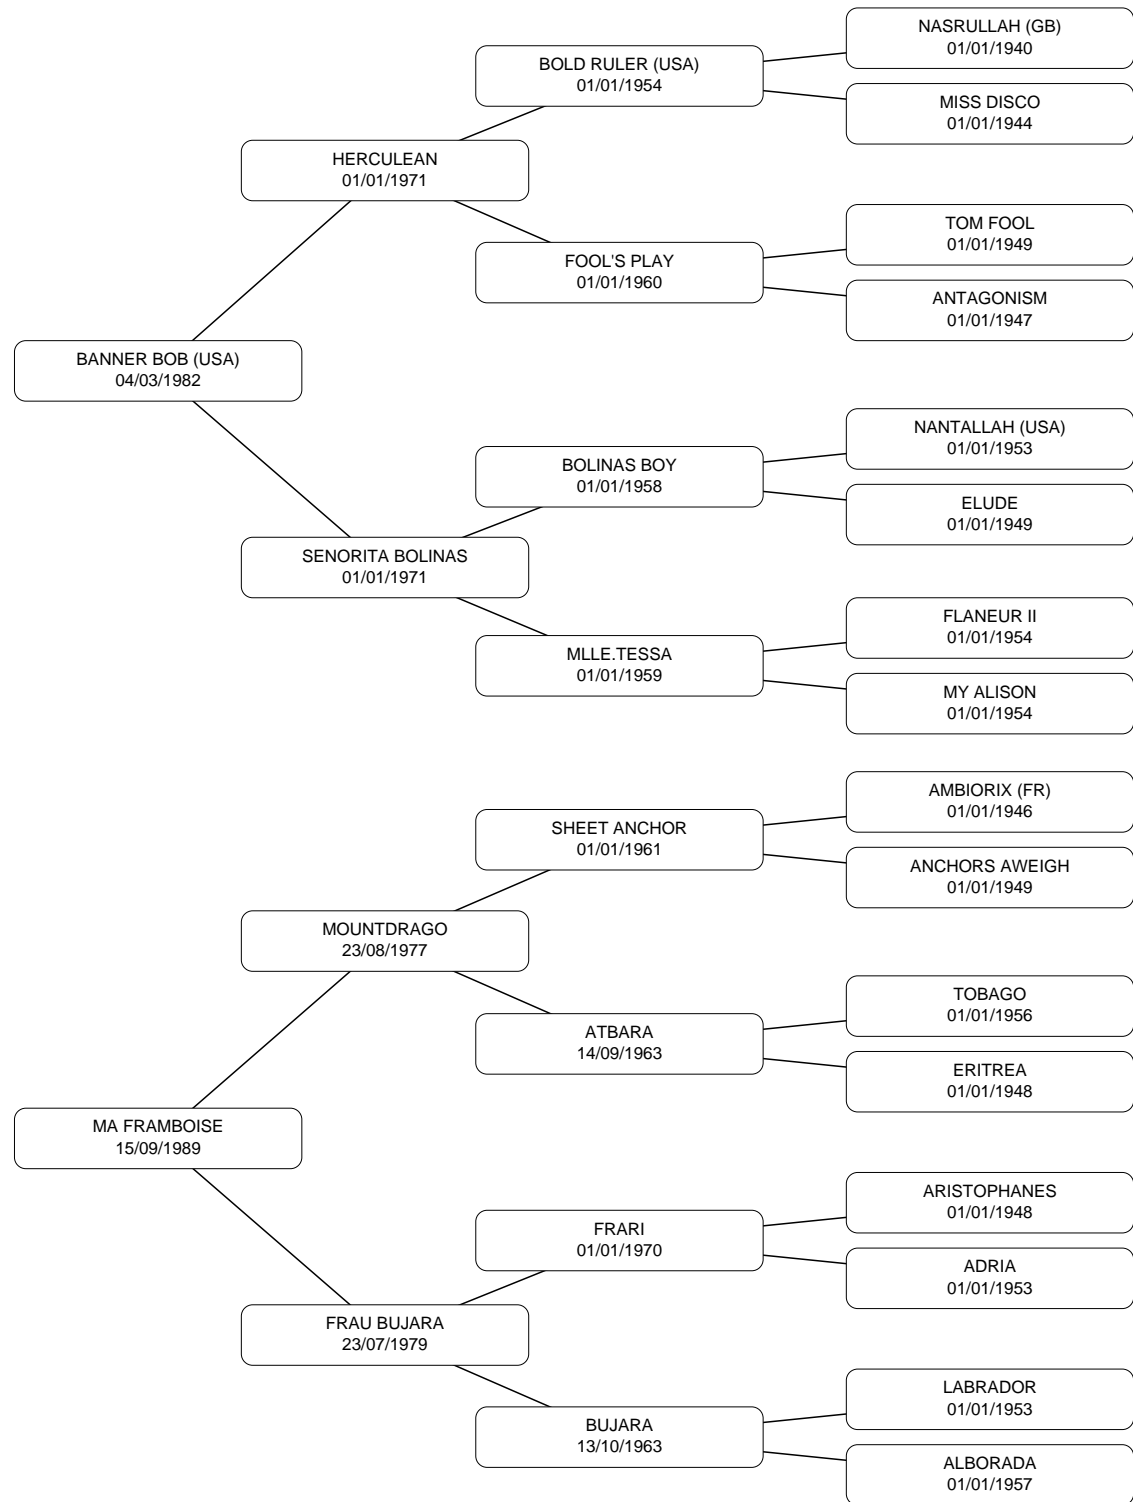 NASRULLAH (GB)
01/01/1940
BOLD RULER (USA)
01/01/1954
MISS DISCO
01/01/1944
HERCULEAN
01/01/1971
TOM FOOL
01/01/1949
FOOL'S PLAY
01/01/1960
ANTAGONISM
01/01/1947
BANNER BOB (USA)
04/03/1982
NANTALLAH (USA)
01/01/1953
BOLINAS BOY
01/01/1958
ELUDE
01/01/1949
SENORITA BOLINAS
01/01/1971
FLANEUR II
01/01/1954
MLLE.TESSA
01/01/1959
MY ALISON
01/01/1954
AMBIORIX (FR)
01/01/1946
SHEET ANCHOR
01/01/1961
ANCHORS AWEIGH
01/01/1949
MOUNTDRAGO
23/08/1977
TOBAGO
01/01/1956
ATBARA
14/09/1963
ERITREA
01/01/1948
MA FRAMBOISE
15/09/1989
ARISTOPHANES
01/01/1948
FRARI
01/01/1970
ADRIA
01/01/1953
FRAU BUJARA
23/07/1979
LABRADOR
01/01/1953
BUJARA
13/10/1963
ALBORADA
01/01/1957